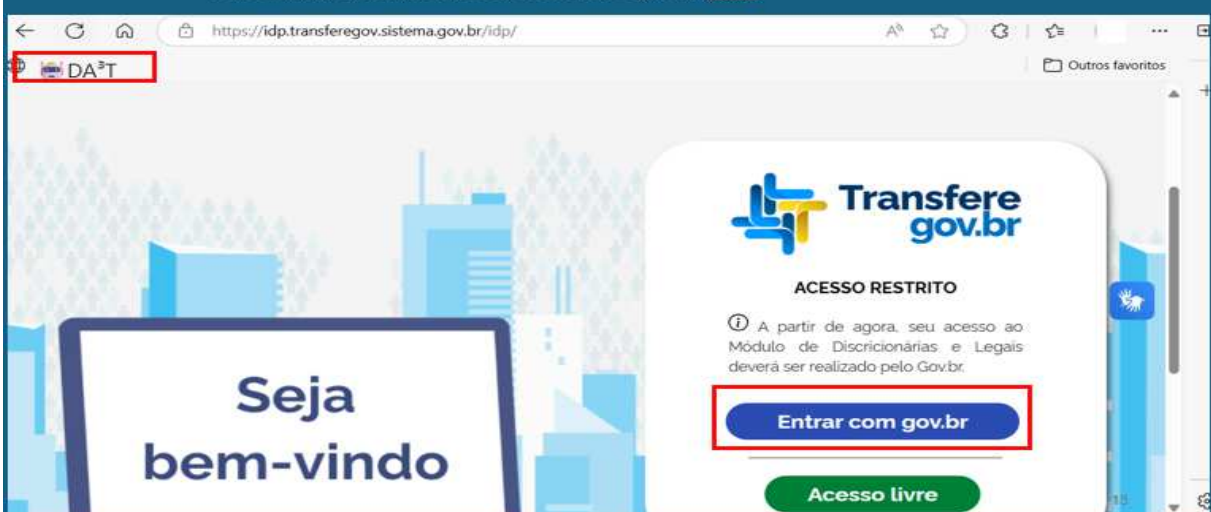 https://idp.transferegov.sistema.gov.br/idp/
DA³T
Outros favoritos
Transfere
gov.br
ACESSO RESTRITO
A partir de agora, seu acesso ao
Módulo de Discricionárias e Legais
deverá ser realizado pelo Gov.br.
Seja
bem-vindo
Entrar com gov.br
Acesso livre